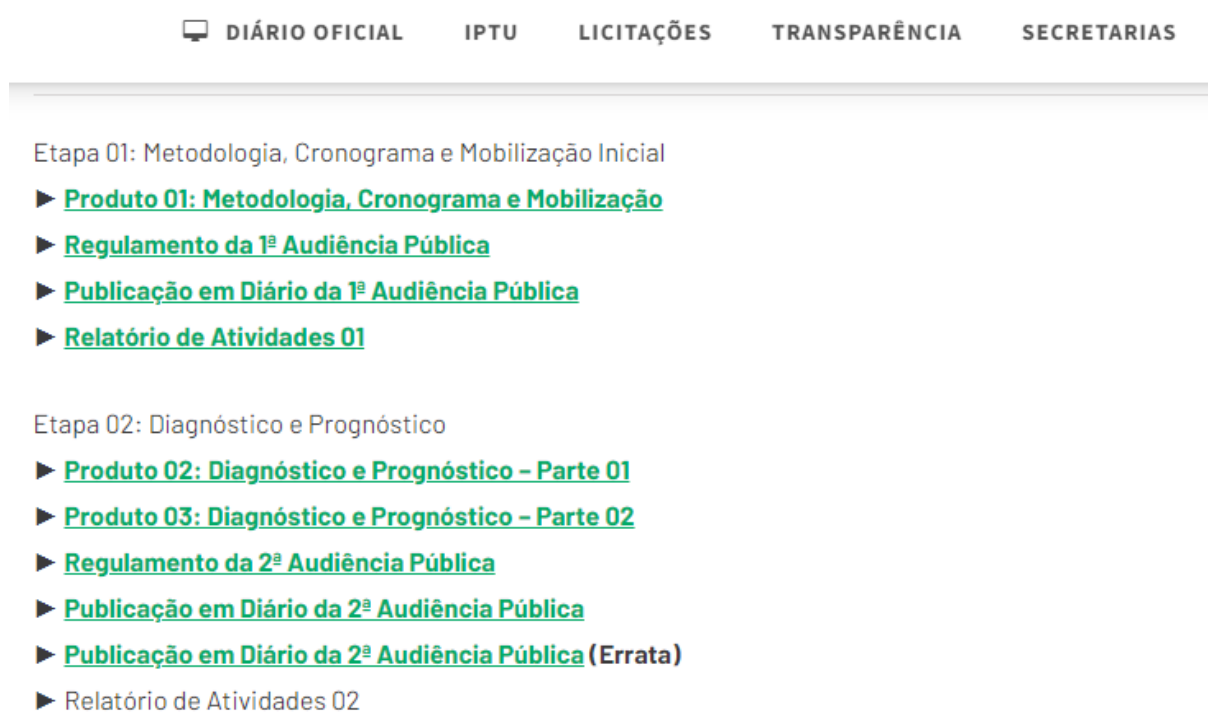 DIÁRIO OFICIAL IPTU LICITAÇÕES TRANSPARÊNCIA SECRETARIAS
Etapa 01: Metodologia, Cronograma e Mobilização Inicial
► Produto 01: Metodologia, Cronograma e Mobilização
► Regulamento da 1ª Audiência Pública
► Publicação em Diário da 1ª Audiência Pública
► Relatório de Atividades 01
Etapa 02: Diagnóstico e Prognóstico
► Produto 02: Diagnóstico e Prognóstico – Parte 01
► Produto 03: Diagnóstico e Prognóstico – Parte 02
► Regulamento da 2ª Audiência Pública
► Publicação em Diário da 2ª Audiência Pública
► Publicação em Diário da 2ª Audiência Pública (Errata)
► Relatório de Atividades 02